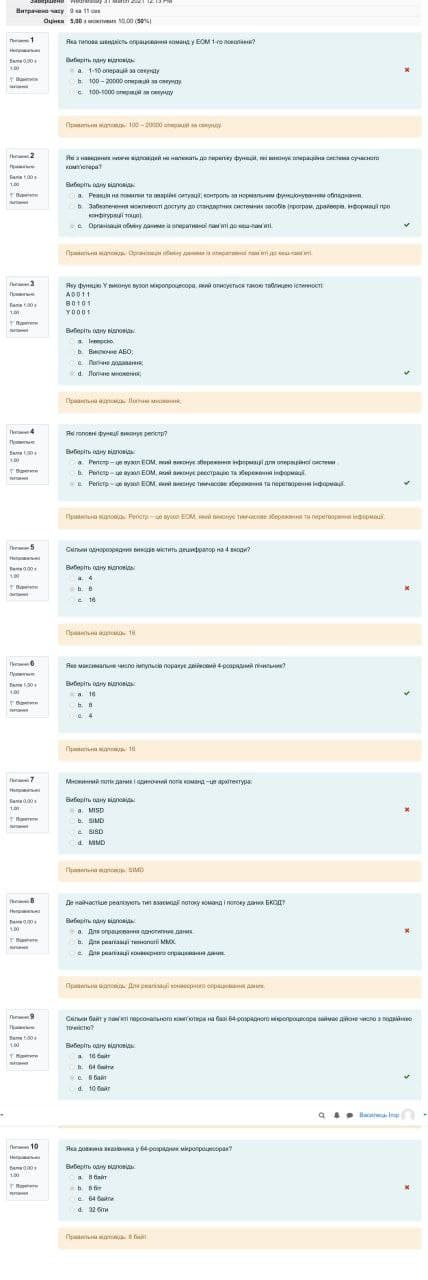 Завершено Wednesday 31 March 2021 12:13 PM
Витрачено часу 9 хв 11 сек
Оцінка 5,00 з можливих 10,00 (50%)
Питання 1
Неправильно
Балів 0,00 з 1,00
Відмітити питання
Яка типова швидкість опрацювання команд у ЕОМ 1-го покоління?
Виберіть одну відповідь:
a. 1-10 операцій за секунду
b. 100 – 20000 операцій за секунду
c. 100-1000 операцій за секунду
Правильна відповідь: 100 – 20000 операцій за секунду
Питання 2
Правильно
Балів 1,00 з 1,00
Відмітити питання
Які з наведених нижче відповідей не належать до переліку функцій, які виконує операційна система сучасного
комп'ютера?
Виберіть одну відповідь:
a. Реакція на помилки та аварійні ситуації; контроль за нормальним функціонуванням обладнання.
b. Забезпечення можливості доступу до стандартних системних засобів (програм, драйверів, інформації про
конфігурації тощо).
c. Організація обміну даними із оперативної пам'яті до кеш-пам'яті.
Правильна відповідь: Організація обміну даними із оперативної пам'яті до кеш-пам'яті.
Питання 3
Правильно
Балів 1,00 з 1,00
Відмітити питання
Яку функцію Y виконує вузол мікропроцесора, який описується такою таблицею істинності:
A 0 0 1 1
B 0 1 0 1
Y 0 0 0 1
Виберіть одну відповідь:
a. Інверсію.
b. Виключне АБО;
c. Логічне додавання;
d. Логічне множення;
Правильна відповідь: Логічне множення;
Питання 4
Правильно
Балів 1,00 з 1,00
Відмітити питання
Які головні функції виконує регістр?
Виберіть одну відповідь:
a. Регістр – це вузол ЕОМ, який виконує збереження інформації для операційної системи .
b. Регістр – це вузол ЕОМ, який виконує реєстрацію та збереження інформації.
c. Регістр – це вузол ЕОМ, який виконує тимчасове збереження та перетворення інформації.
Правильна відповідь: Регістр – це вузол ЕОМ, який виконує тимчасове збереження та перетворення інформації.
Питання 5
Неправильно
Балів 0,00 з 1,00
Відмітити питання
Скільки однорозрядних виходів містить дешифратор на 4 входи?
Виберіть одну відповідь:
a. 4
b. 8
c. 16
Правильна відповідь: 16
Питання 6
Правильно
Балів 1,00 з 1,00
Відмітити питання
Яке максимальне число імпульсів порахує двійковий 4-розрядний лічильник?
Виберіть одну відповідь:
a. 16
b. 8
c. 4
Правильна відповідь: 16
Питання 7
Неправильно
Балів 0,00 з 1,00
Відмітити питання
Множинний потік даних і одиночний потік команд –це архітектура:
Виберіть одну відповідь:
a. MISD
b. SIMD
c. SISD
d. MIMD
Правильна відповідь: SIMD
Питання 8
Неправильно
Балів 0,00 з 1,00
Відмітити питання
Де найчастіше реалізують тип взаємодії потоку команд і потоку даних БКОД?
Виберіть одну відповідь:
a. Для опрацювання однотипних даних.
b. Для реалізації технології MMX.
c. Для реалізації конвеєрного опрацювання даних.
Правильна відповідь: Для реалізації конвеєрного опрацювання даних.
Питання 9
Правильно
Балів 1,00 з 1,00
Відмітити питання
Скільки байт у пам'яті персонального комп'ютера на базі 64-розрядного мікропроцесора займає дійсне число з подвійною
точністю?
Виберіть одну відповідь:
a. 16 байт
b. 64 байти
c. 8 байт
d. 10 байт
Василець Ігор
Питання 10
Неправильно
Балів 0,00 з 1,00
Відмітити питання
Яка довжина вказівника у 64-розрядних мікропроцесорах?
Виберіть одну відповідь:
a. 8 байт
b. 8 біт
c. 64 байти
d. 32 біти
Правильна відповідь: 8 байт